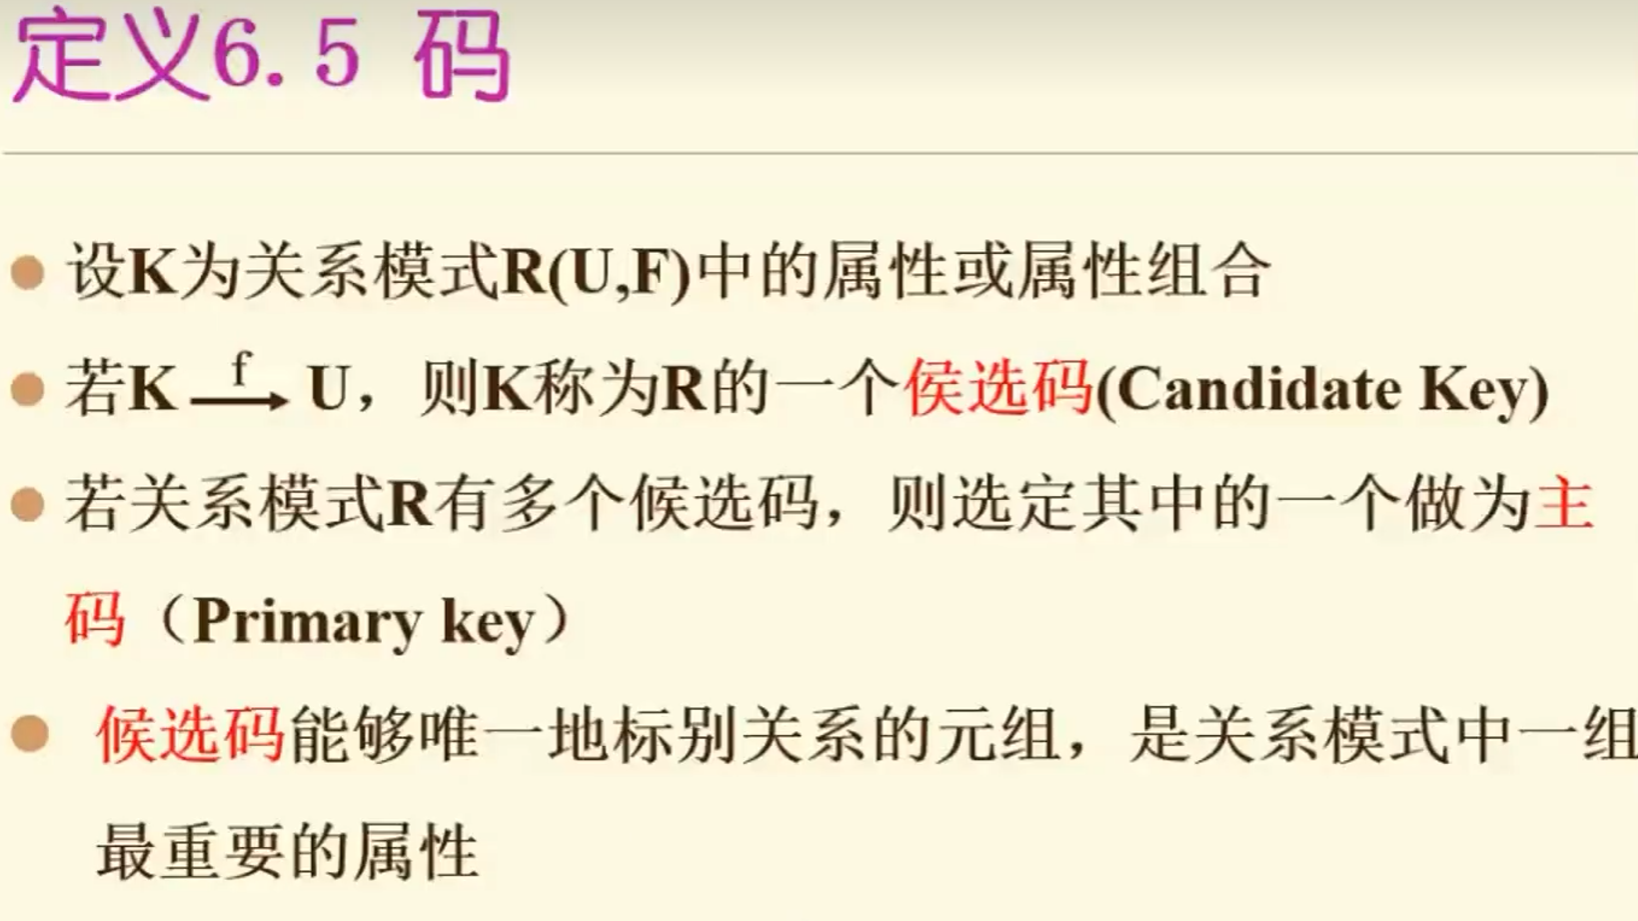 定义6.5 码
设K为关系模式R(U,F)中的属性或属性组合
若K f→ U，则K称为R的一个侯选码(Candidate Key)
若关系模式R有多个候选码，则选定其中的一个做为主
码（Primary key）
候选码能够唯一地标别关系的元组，是关系模式中一组
最重要的属性